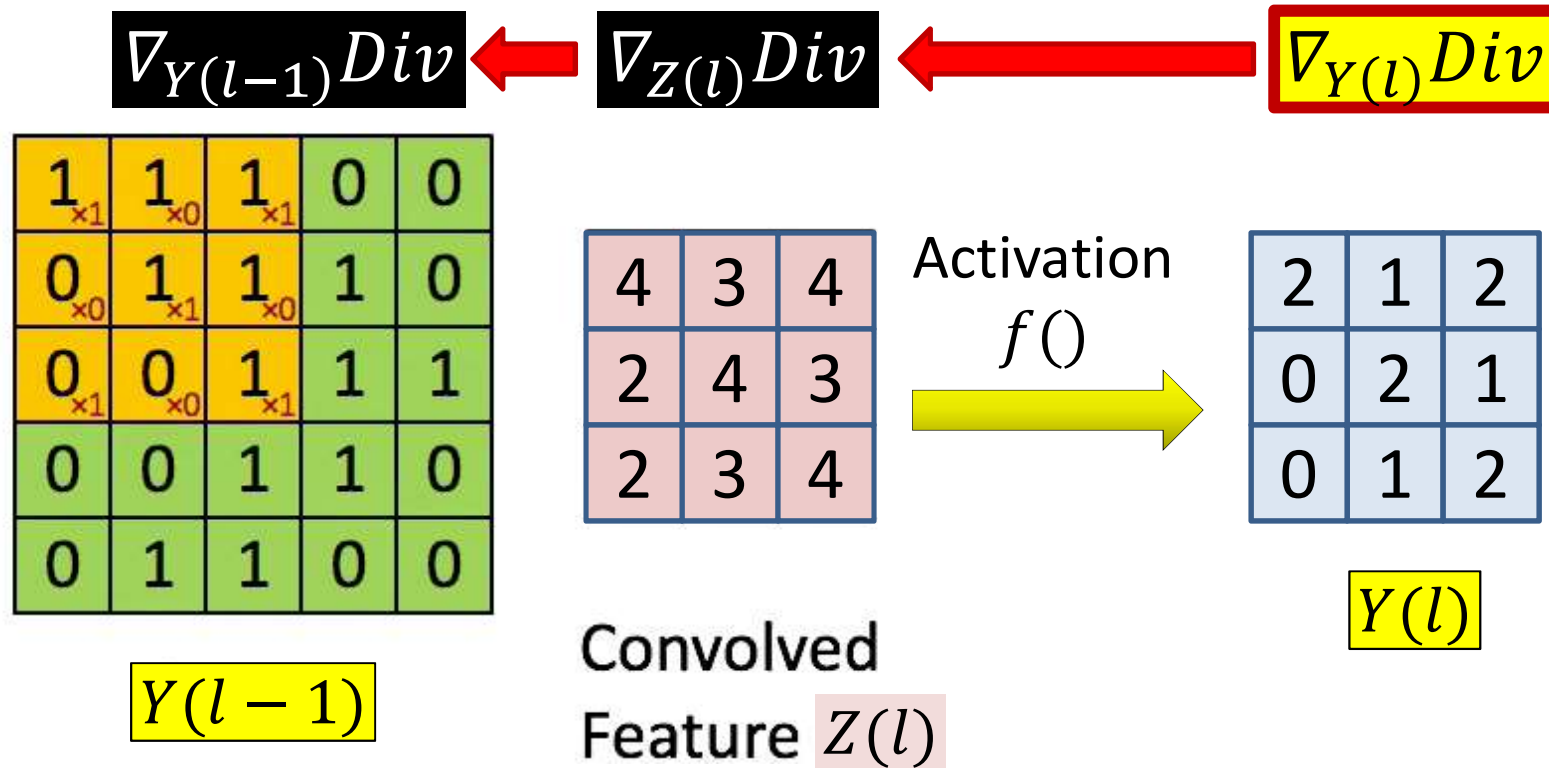 ∇_{Y(l−1)}Div ∇_{Z(l)}Div ∇_{Y(l)}Div
1×1 1×0 1×1 0 0
0×0 1×1 1×0 1 0
0×1 0×0 1×1 1 1
0 0 1 1 0
0 1 1 0 0
Y(l − 1)
4 3 4
2 4 3
2 3 4
Convolved
Feature Z(l)
Activation
f()
2 1 2
0 2 1
0 1 2
Y(l)